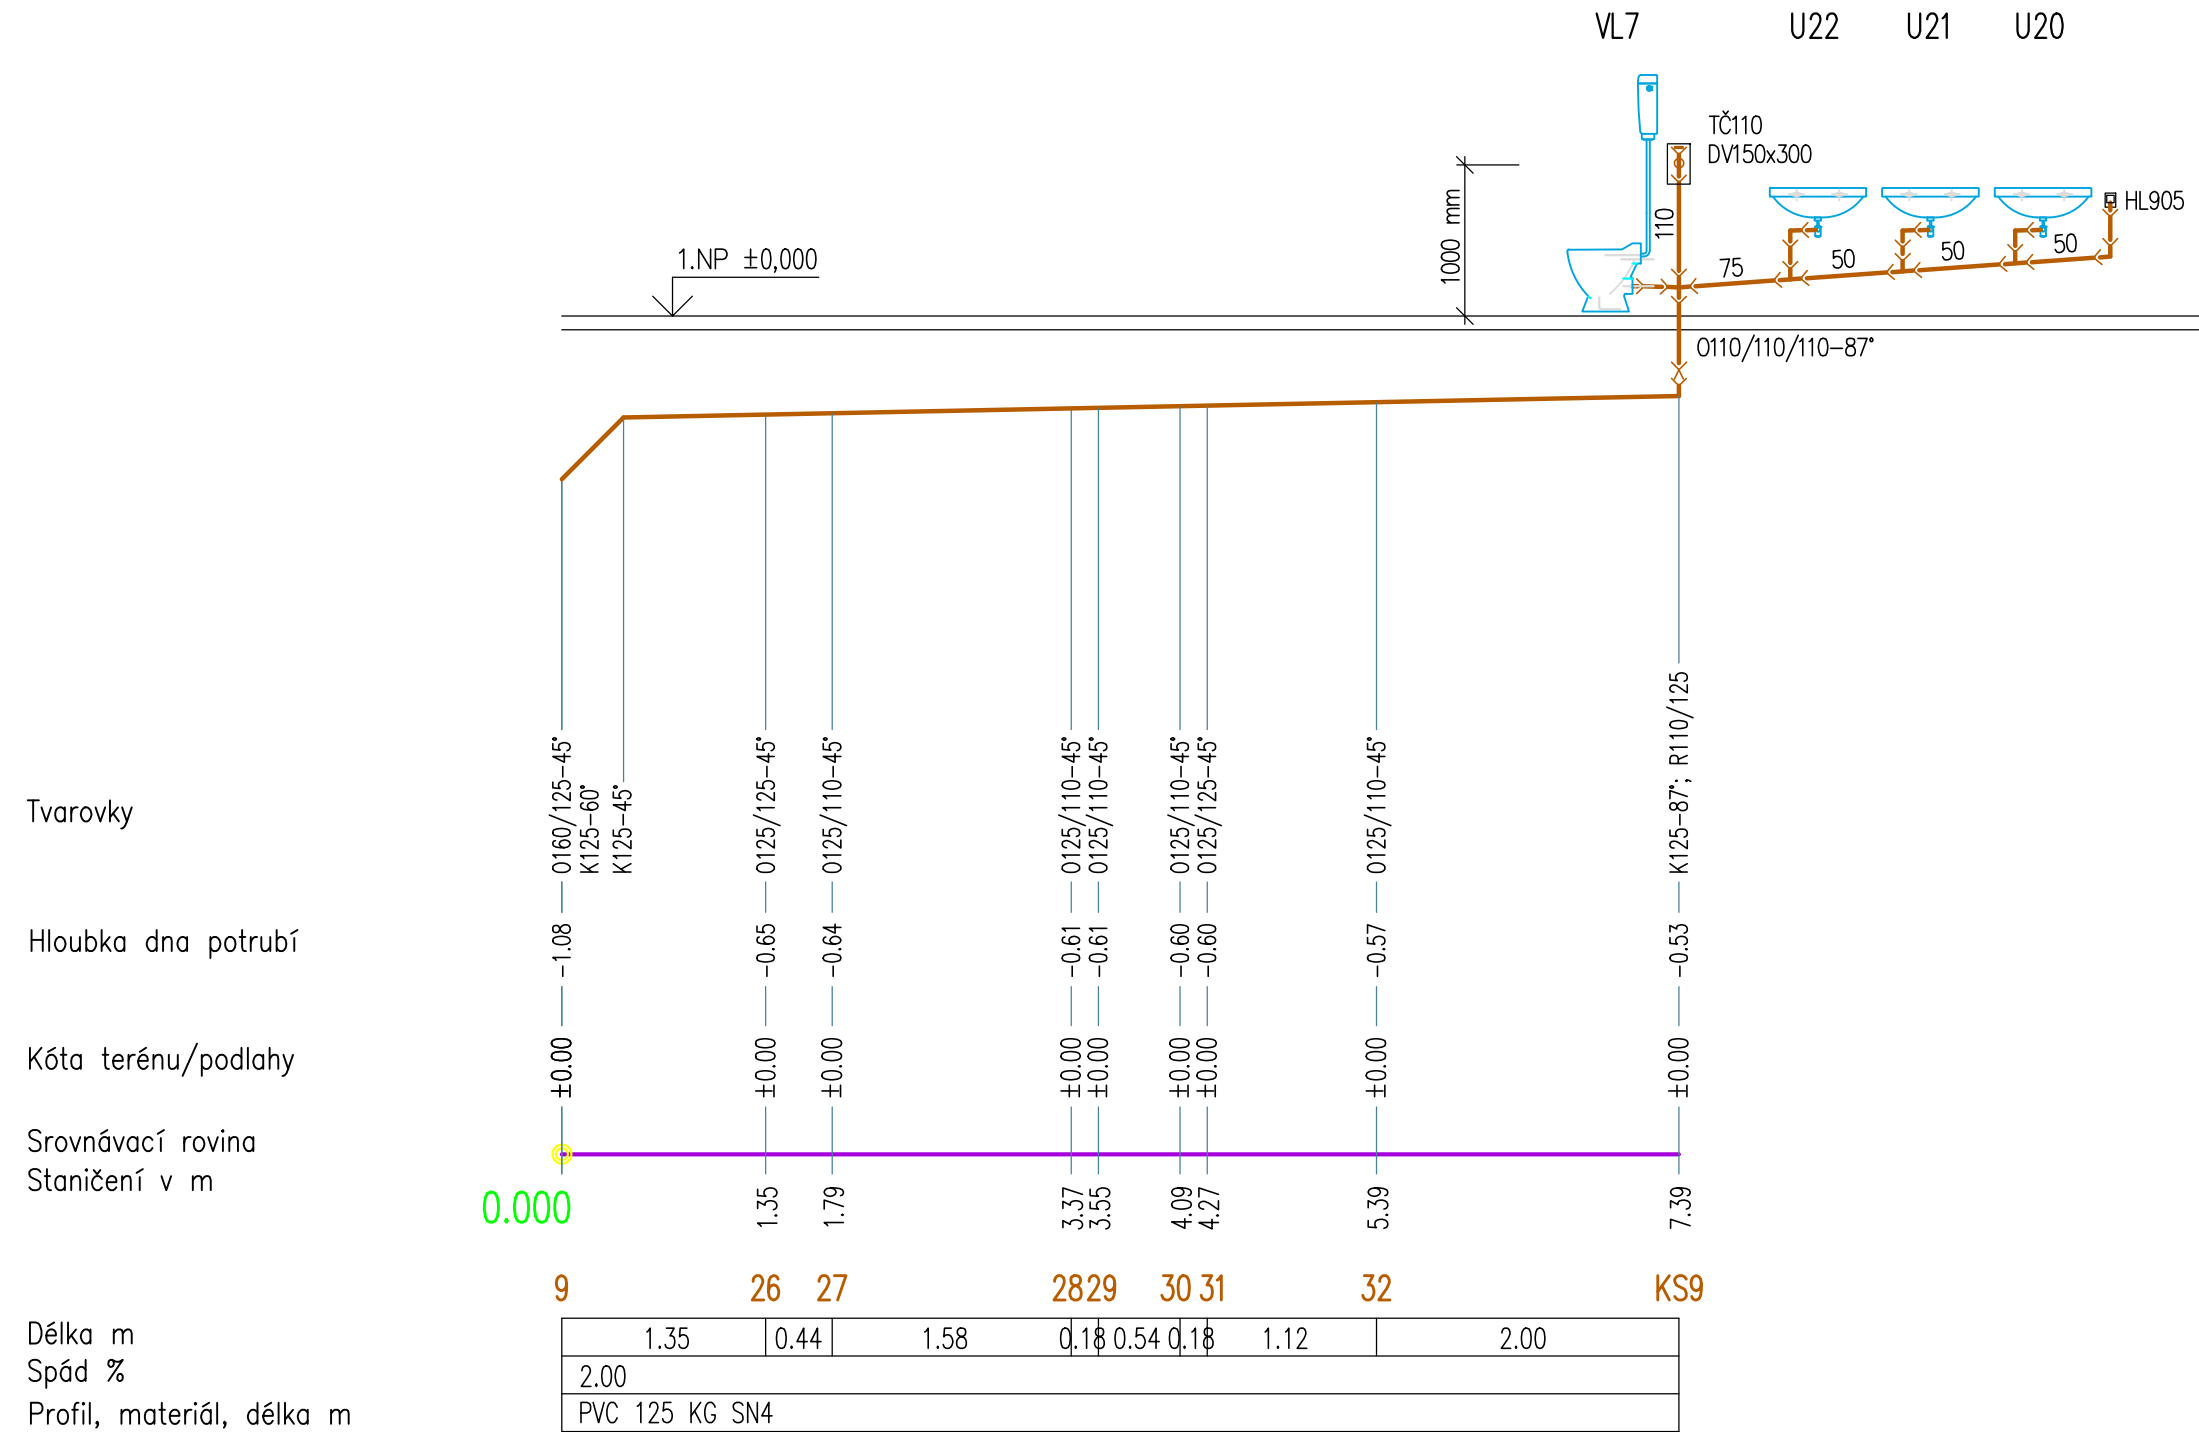 VL7 U22 U21 U20
TČ110
DV150x300
HL905
1000 mm
110
1.NP ±0,000
75 50 50 50
O110/110/110-87°
Tvarovky
O160/125-45°
K125-60°
K125-45°
O125/125-45°
O125/110-45°
O125/110-45°
O125/110-45°
O125/110-45°
O125/125-45°
O125/110-45°
K125-87°; R110/125
Hloubka dna potrubí
-1.08 -0.65 -0.64 -0.61 -0.61 -0.60 -0.60 -0.57 -0.53
Kóta terénu/podlahy
±0.00 ±0.00 ±0.00 ±0.00 ±0.00 ±0.00 ±0.00 ±0.00 ±0.00
Srovnávací rovina
Staničení v m
0.000 1.35 1.79 3.37 3.55 4.09 4.27 5.39 7.39
9 26 27 28 29 30 31 32 KS9
Délka m 1.35 0.44 1.58 0.18 0.54 0.18 1.12 2.00
Spád % 2.00
Profil, materiál, délka m PVC 125 KG SN4